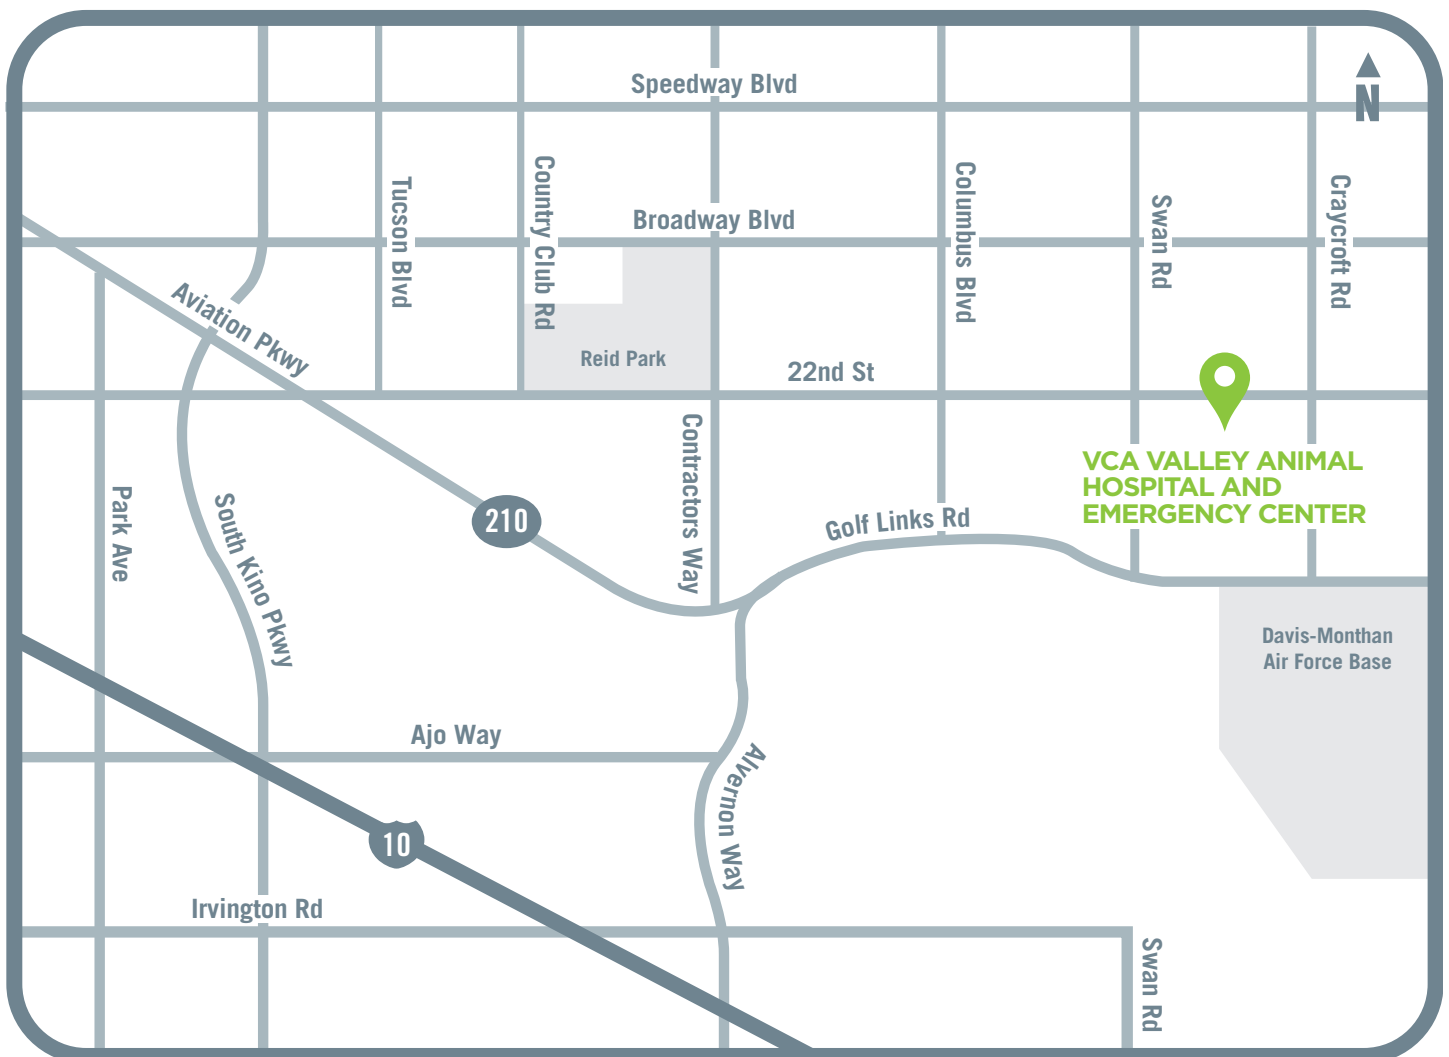 Speedway Blvd
N
Tucson Blvd
Country Club Rd
Columbus Blvd
Swan Rd
Craycroft Rd
Broadway Blvd
Aviation Pkwy
Reid Park
22nd St
Contractors Way
VCA VALLEY ANIMAL
HOSPITAL AND
EMERGENCY CENTER
Park Ave
South Kino Pkwy
210
Golf Links Rd
Davis-Monthan
Air Force Base
Ajo Way
Alvernon Way
10
Irvington Rd
Swan Rd